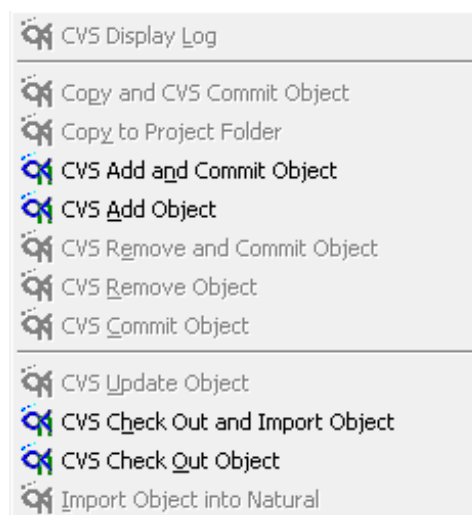 CVS Display Log
Copy and CVS Commit Object
Copy to Project Folder
CVS Add and Commit Object
CVS Add Object
CVS Remove and Commit Object
CVS Remove Object
CVS Commit Object
CVS Update Object
CVS Check Out and Import Object
CVS Check Out Object
Import Object into Natural